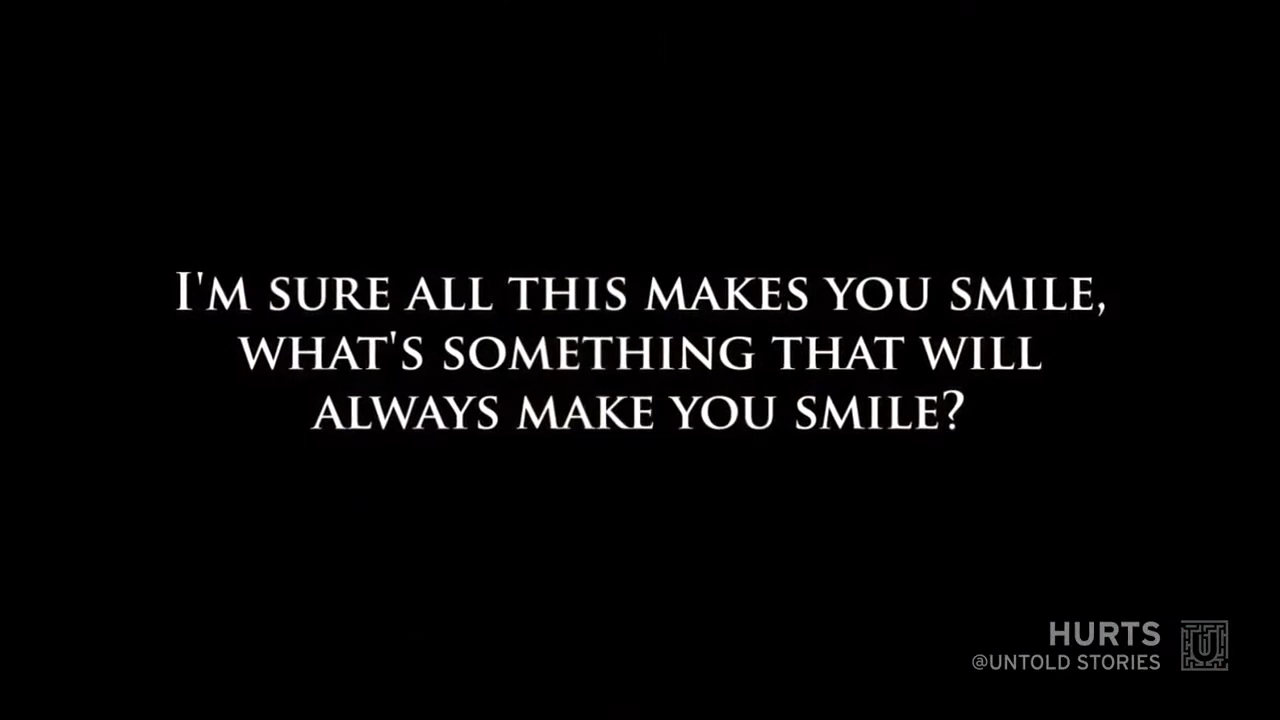 I'M SURE ALL THIS MAKES YOU SMILE,
WHAT'S SOMETHING THAT WILL
ALWAYS MAKE YOU SMILE?
HURTS
@UNTOLD STORIES